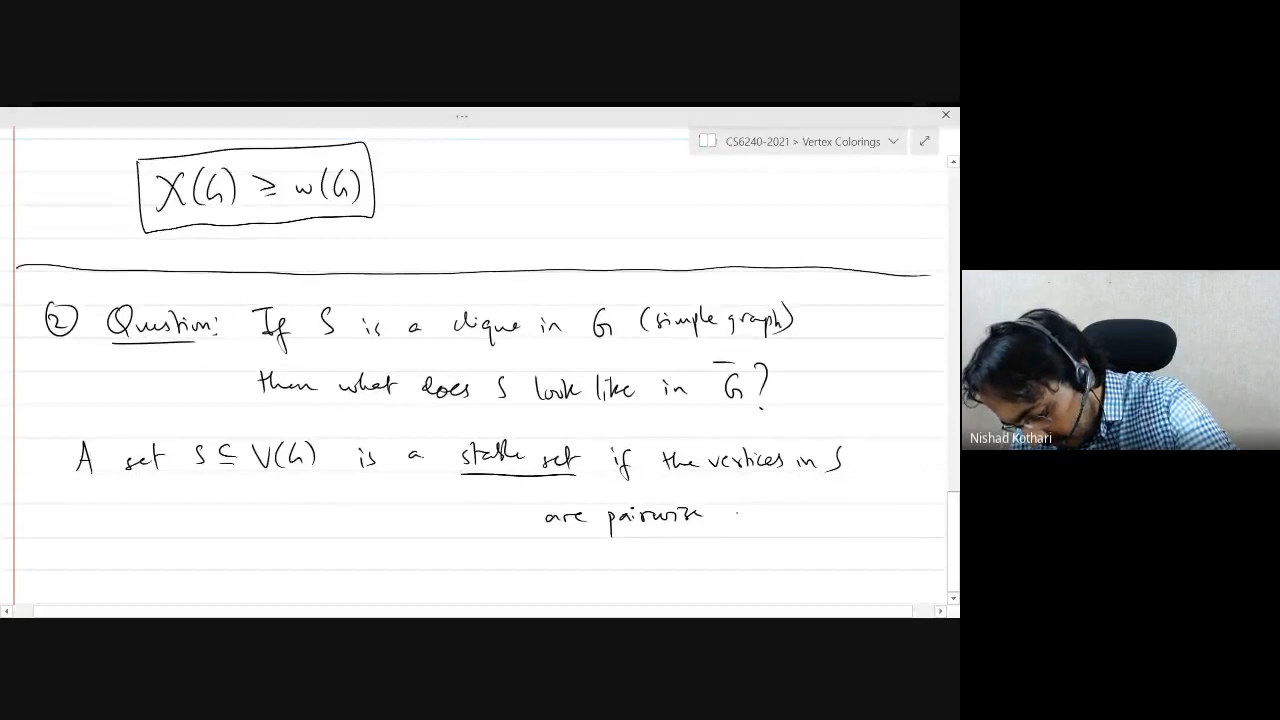 CS6240-2021 > Vertex Colorings
χ(G) ≥ ω(G)
② Question: If S is a clique in G (simple graph)
then what does S look like in G̅?
A set S ⊆ V(G) is a stable set if the vertices in S
are pairwise
Nishad Kothari